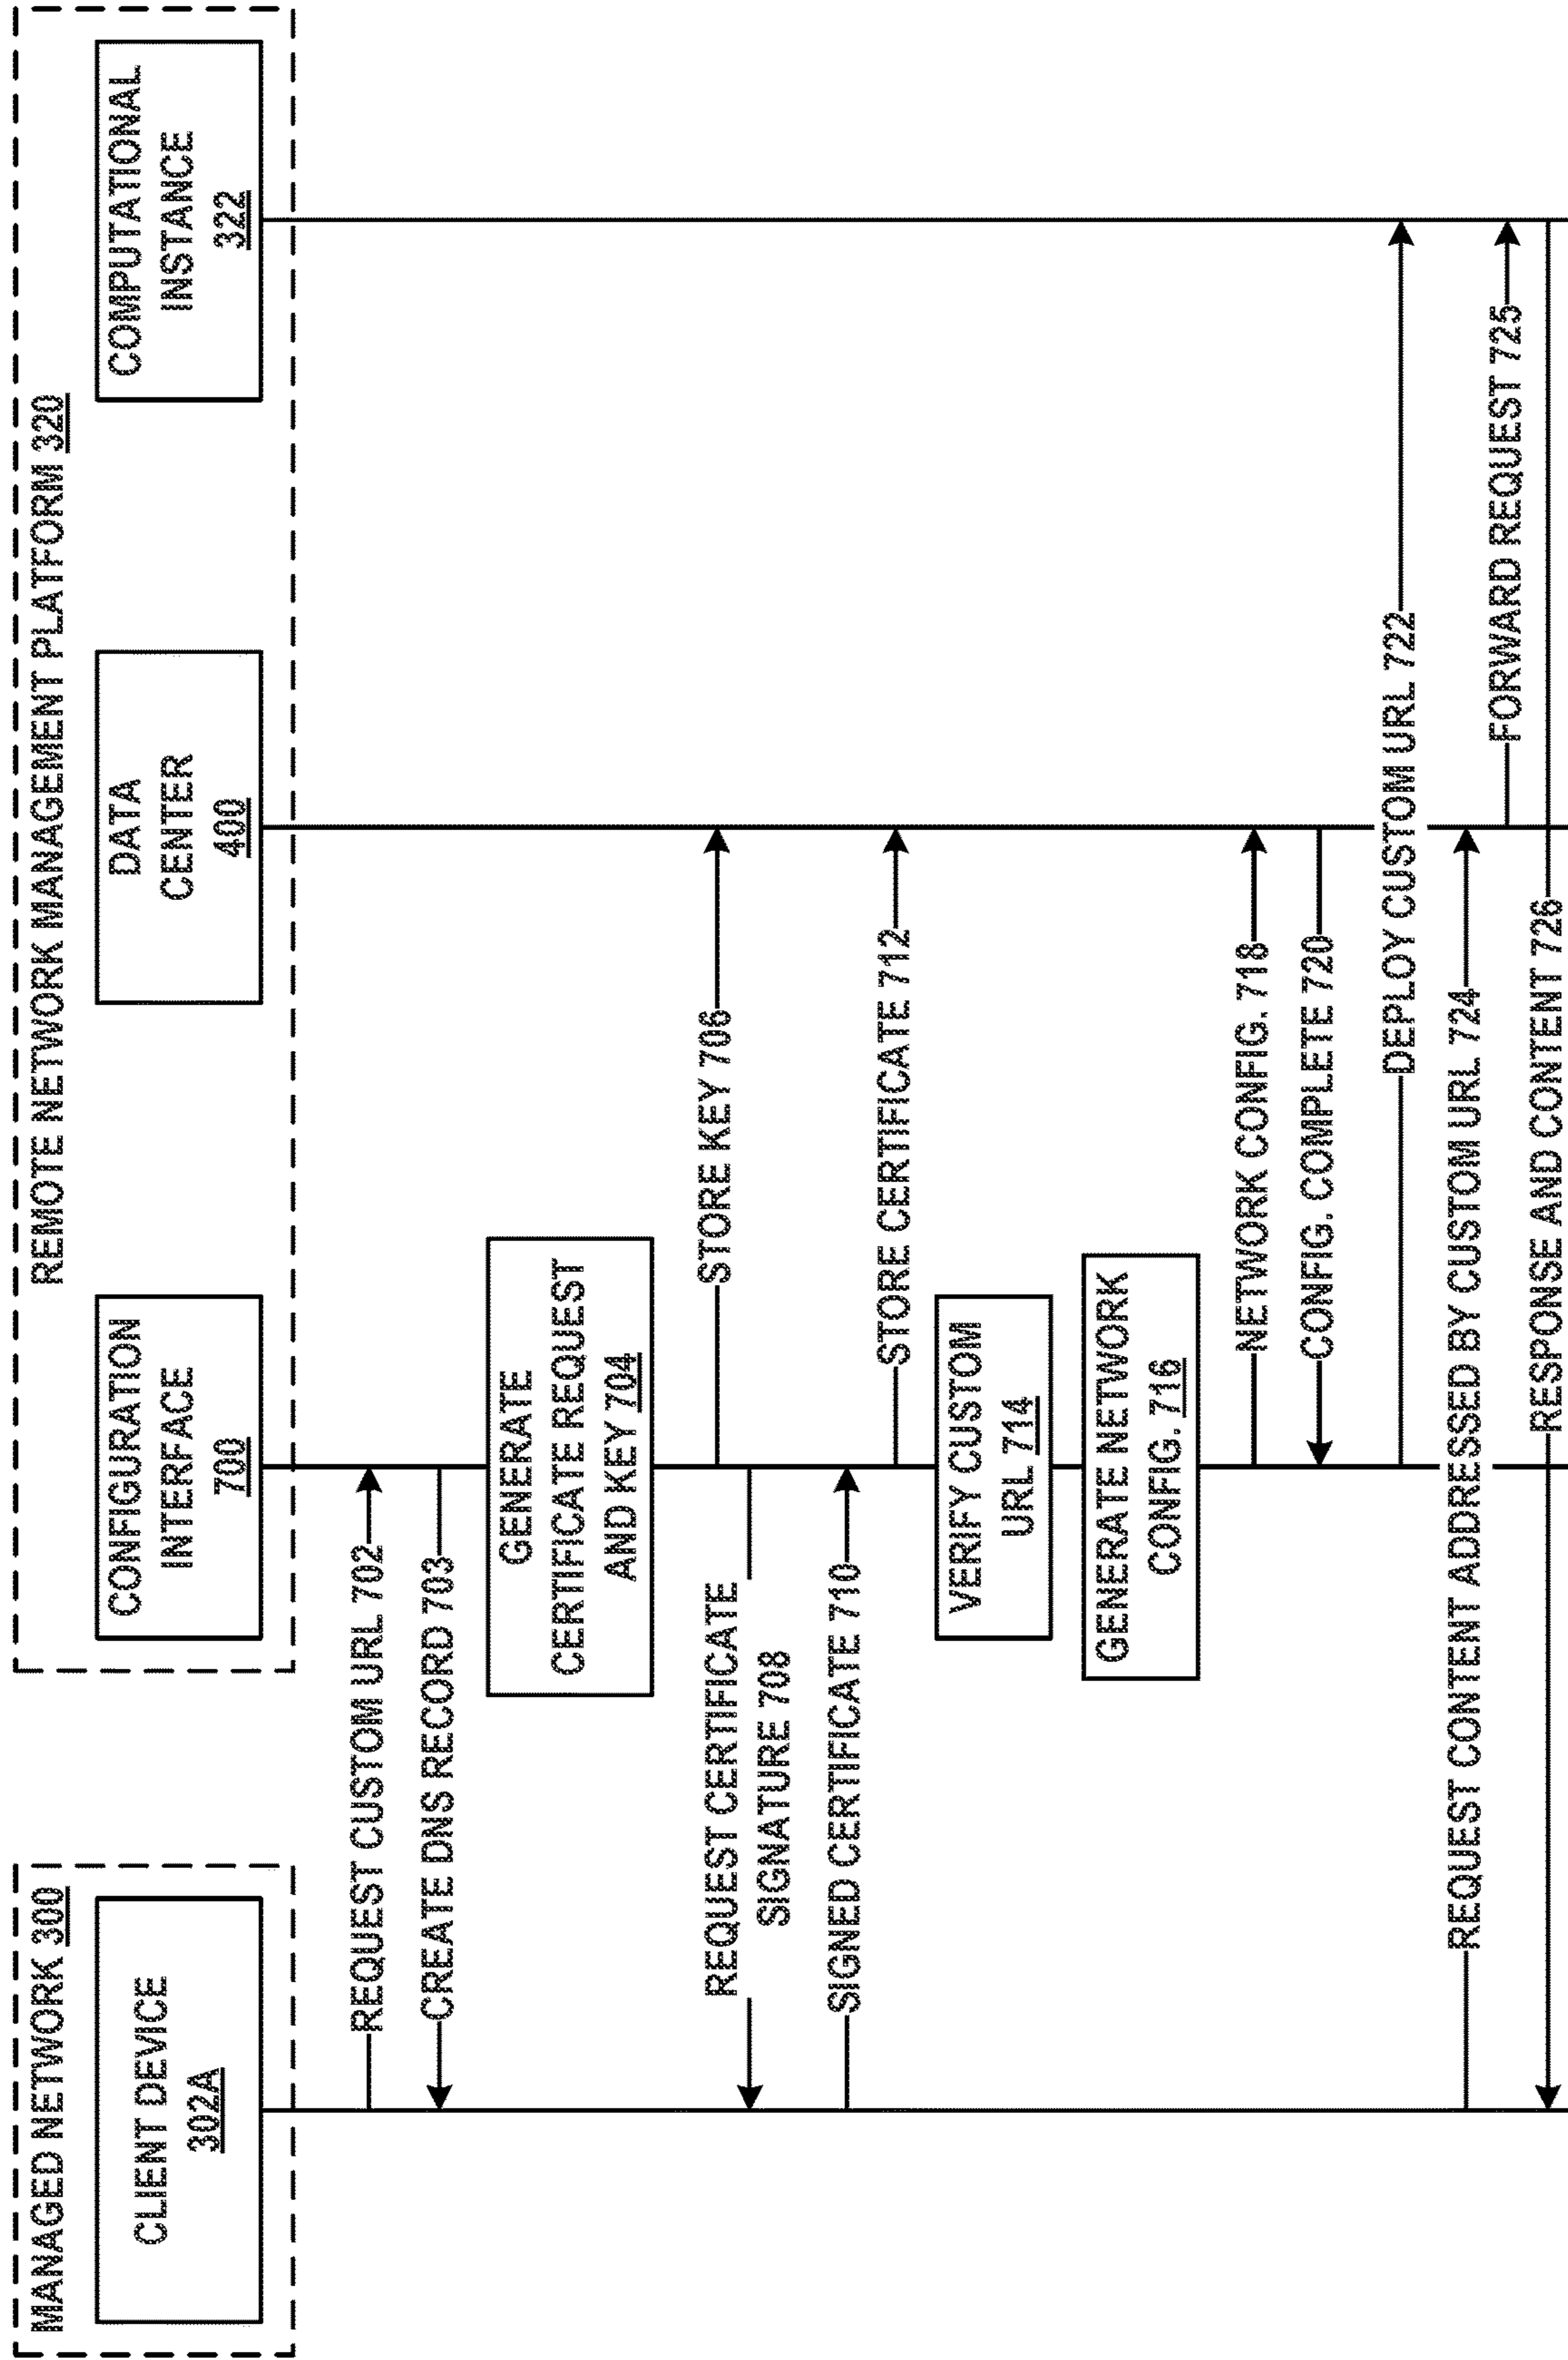 MANAGED NETWORK 300
REMOTE NETWORK MANAGEMENT PLATFORM 320
CLIENT DEVICE
302A
CONFIGURATION
INTERFACE
700
DATA
CENTER
400
COMPUTATIONAL
INSTANCE
322
REQUEST CUSTOM URL 702
CREATE DNS RECORD 703
GENERATE
CERTIFICATE REQUEST
AND KEY 704
STORE KEY 706
REQUEST CERTIFICATE
SIGNATURE 708
SIGNED CERTIFICATE 710
STORE CERTIFICATE 712
VERIFY CUSTOM
URL 714
GENERATE NETWORK
CONFIG. 716
NETWORK CONFIG. 718
CONFIG. COMPLETE 720
DEPLOY CUSTOM URL 722
REQUEST CONTENT ADDRESSED BY CUSTOM URL 724
FORWARD REQUEST 725
RESPONSE AND CONTENT 726